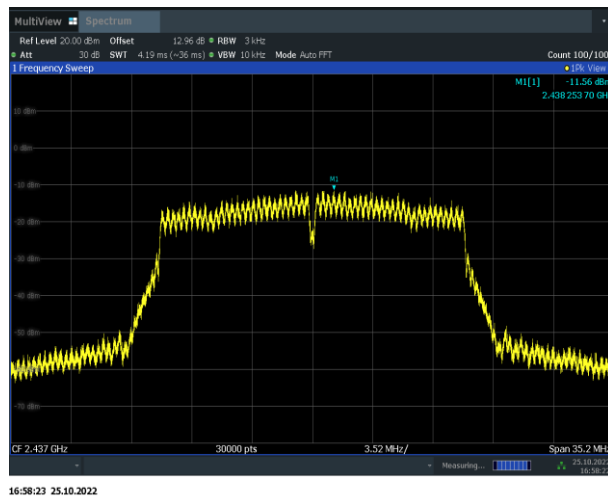 MultiView Spectrum
Ref Level 20.00 dBm Offset 12.96 dB RBW 3 kHz
Att 30 dB SWT 4.19 ms (~36 ms) VBW 10 kHz Mode Auto FFT Count 100/100
1 Frequency Sweep 1Pk View
M1[1] -11.56 dBm
2.438 253 70 GH
10 dBm
0 dBm
M1
-10 dBm
-20 dBm
-30 dBm
-40 dBm
-50 dBm
-60 dBm
-70 dBm
CF 2.437 GHz 30000 pts 3.52 MHz/ Span 35.2 MHz
Measuring... 25.10.2022
16:58:22
16:58:23 25.10.2022